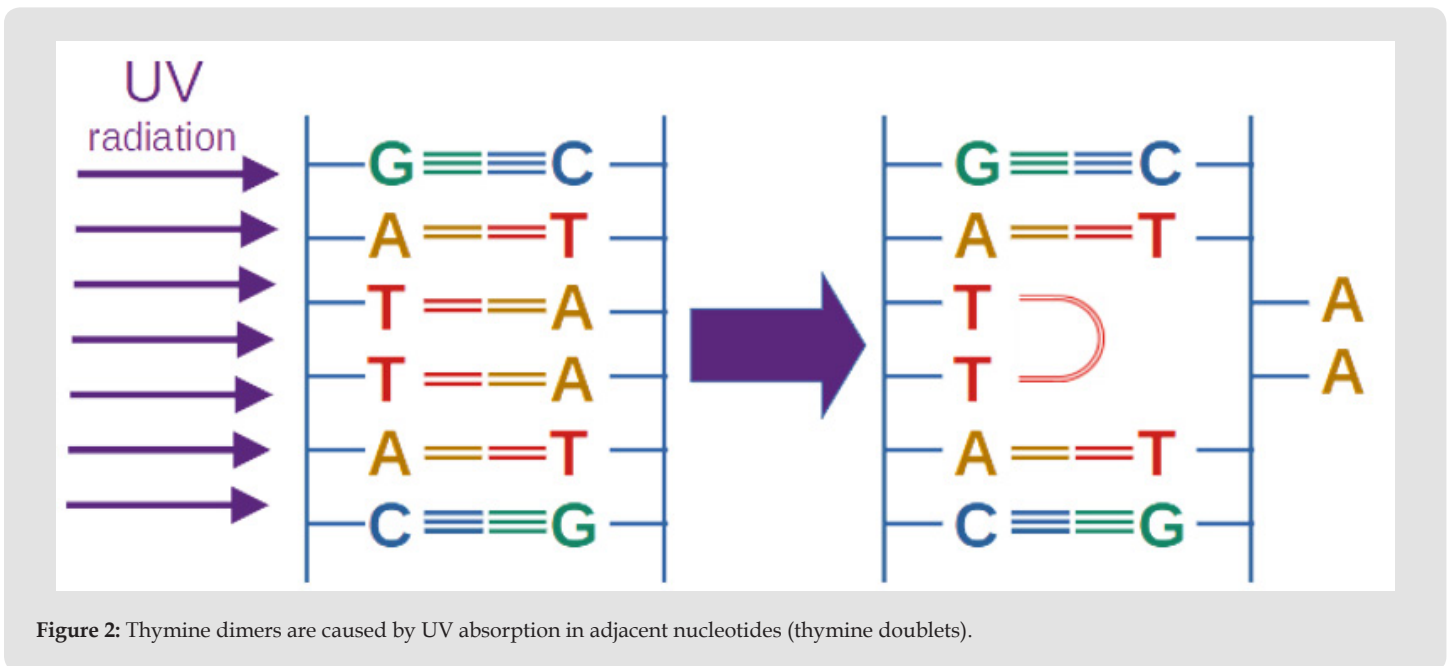 UV
radiation
G C G C
A T A T
T A T A
T A T A
A T A T
C G C G
Figure 2: Thymine dimers are caused by UV absorption in adjacent nucleotides (thymine doublets).